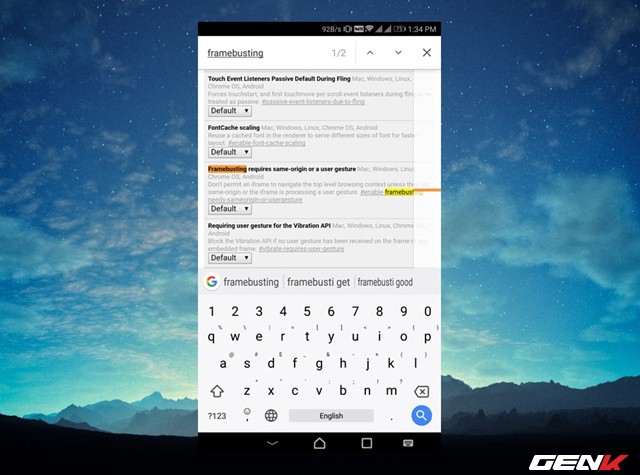 92B/s 1:34 PM
framebusting 1/2
Touch Event Listeners Passive Default During Fling Mac, Windows, Linux,
Chrome OS, Android
Forces touchstart, and first touchmove per scroll event listeners during fling to be
treated as passive. #passive-event-listeners-due-to-fling
Default
FontCache scaling Mac, Windows, Linux, Chrome OS, Android
Reuse a cached font in the renderer to serve different sizes of font for faster
layout. #enable-font-cache-scaling
Default
Framebusting requires same-origin or a user gesture Mac, Windows, Linux,
Chrome OS, Android
Don't permit an iframe to navigate the top level browsing context unless they are
same-origin or the iframe is processing a user gesture. #enable-framebusting-
needs-sameorigin-or-usergesture
Default
Requiring user gesture for the Vibration API Mac, Windows, Linux, Chrome OS,
Android
Block the Vibration API if no user gesture has been received on the frame or any
embedded frame. #vibrate-requires-user-gesture
Default
framebusting framebusti get framebusti good
1 2 3 4 5 6 7 8 9 0
q w e r t y u i o p
a s d f g h j k l
z x c v b n m
?123 , English .
GENK